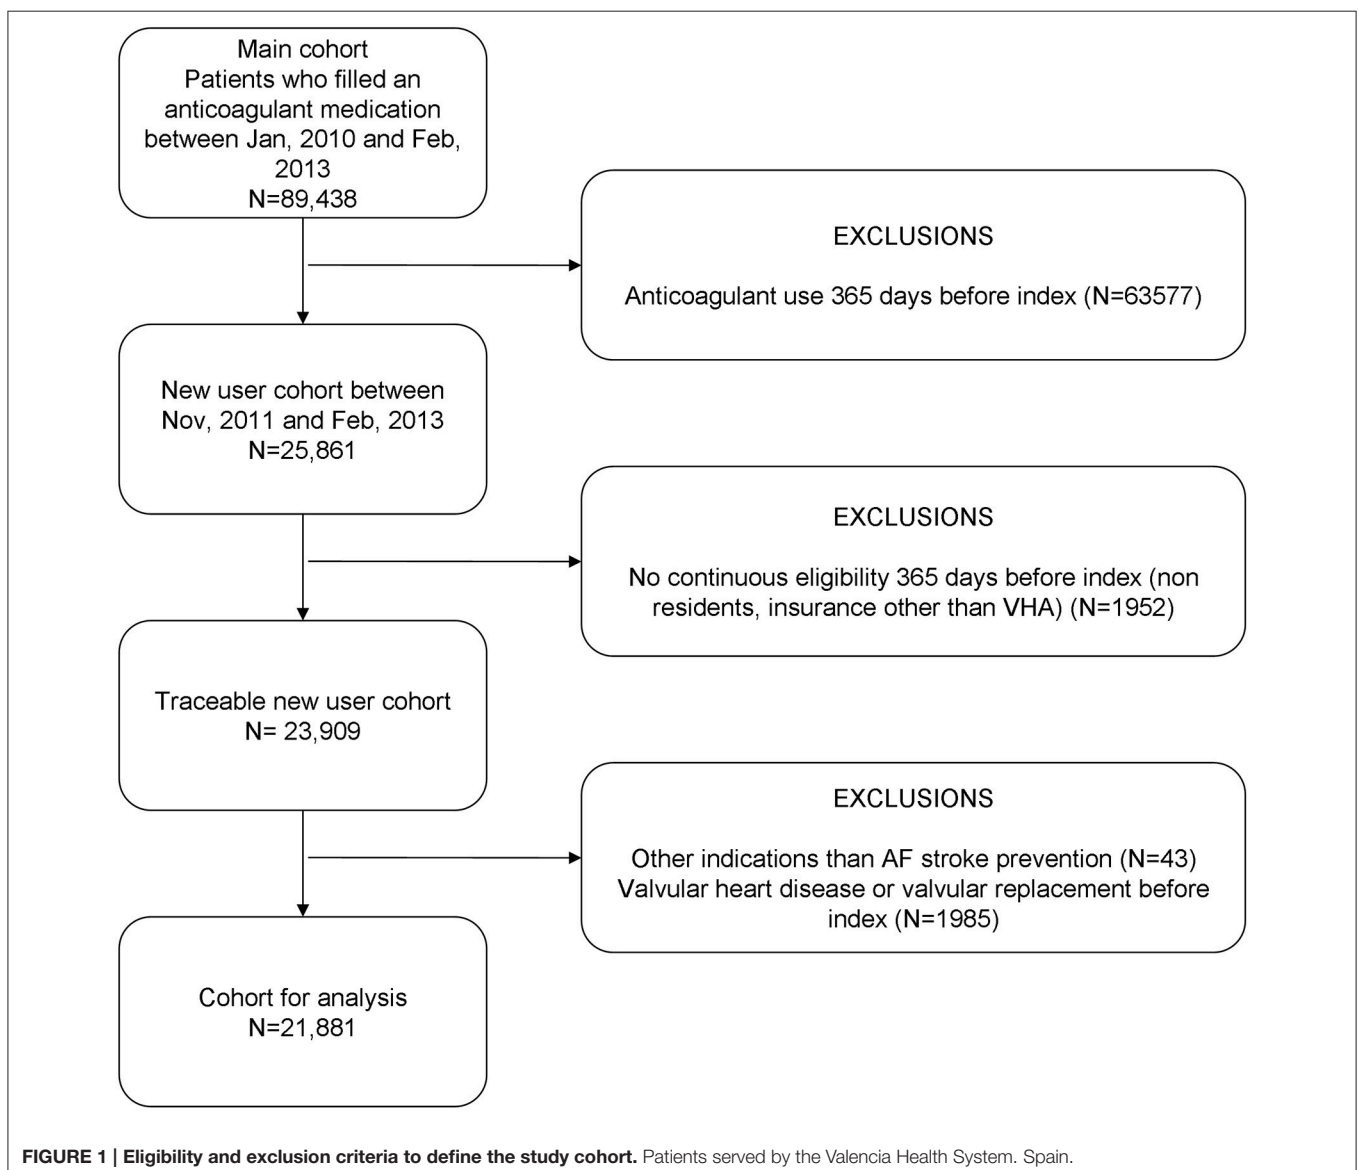 Main cohort
Patients who filled an
anticoagulant medication
between Jan, 2010 and Feb,
2013
N=89,438
EXCLUSIONS
Anticoagulant use 365 days before index (N=63577)
New user cohort between
Nov, 2011 and Feb, 2013
N=25,861
EXCLUSIONS
No continuous eligibility 365 days before index (non
residents, insurance other than VHA) (N=1952)
Traceable new user cohort
N= 23,909
EXCLUSIONS
Other indications than AF stroke prevention (N=43)
Valvular heart disease or valvular replacement before
index (N=1985)
Cohort for analysis
N=21,881
FIGURE 1 | Eligibility and exclusion criteria to define the study cohort. Patients served by the Valencia Health System. Spain.